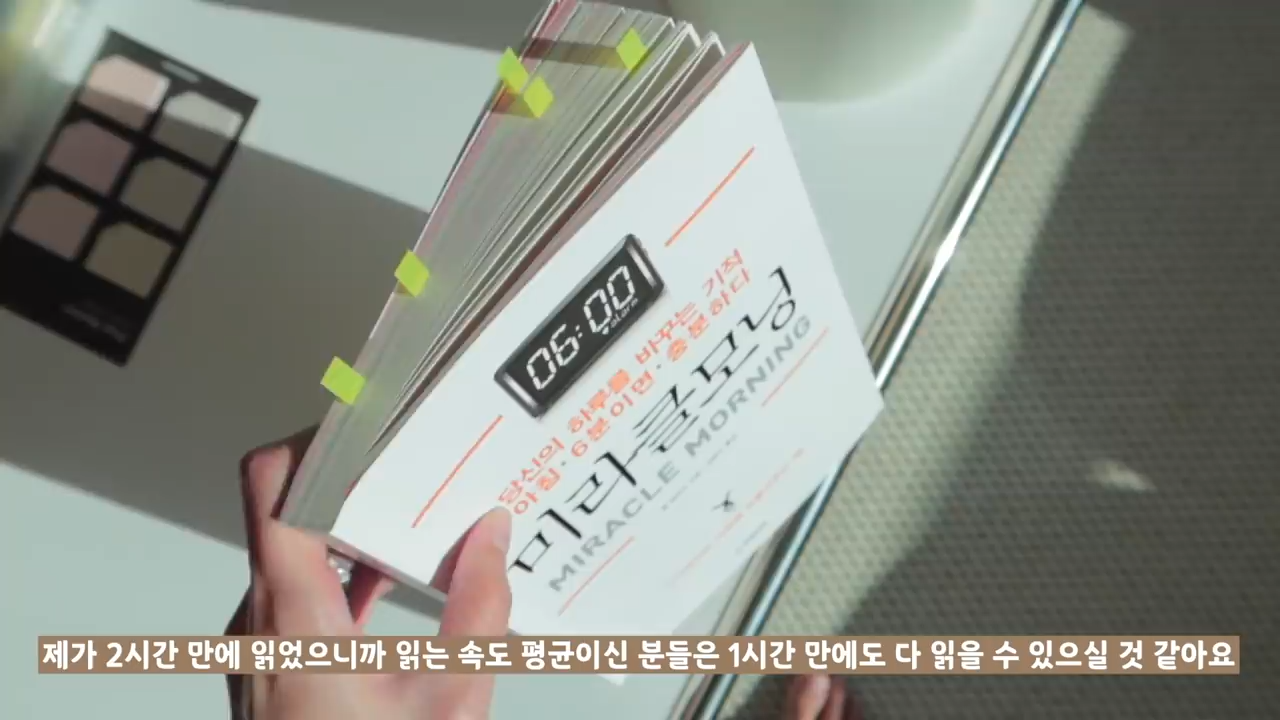 06:00
alarm
당신의 하루를 바꾸는 기적
아침 · 6분이면 · 충분하다
미라클모닝
MIRACLE MORNING
제가 2시간 만에 읽었으니까 읽는 속도 평균이신 분들은 1시간 만에도 다 읽을 수 있으실 것 같아요